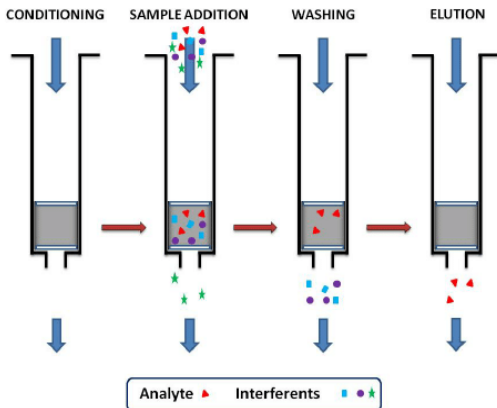 CONDITIONING SAMPLE ADDITION WASHING ELUTION
Analyte Interferents